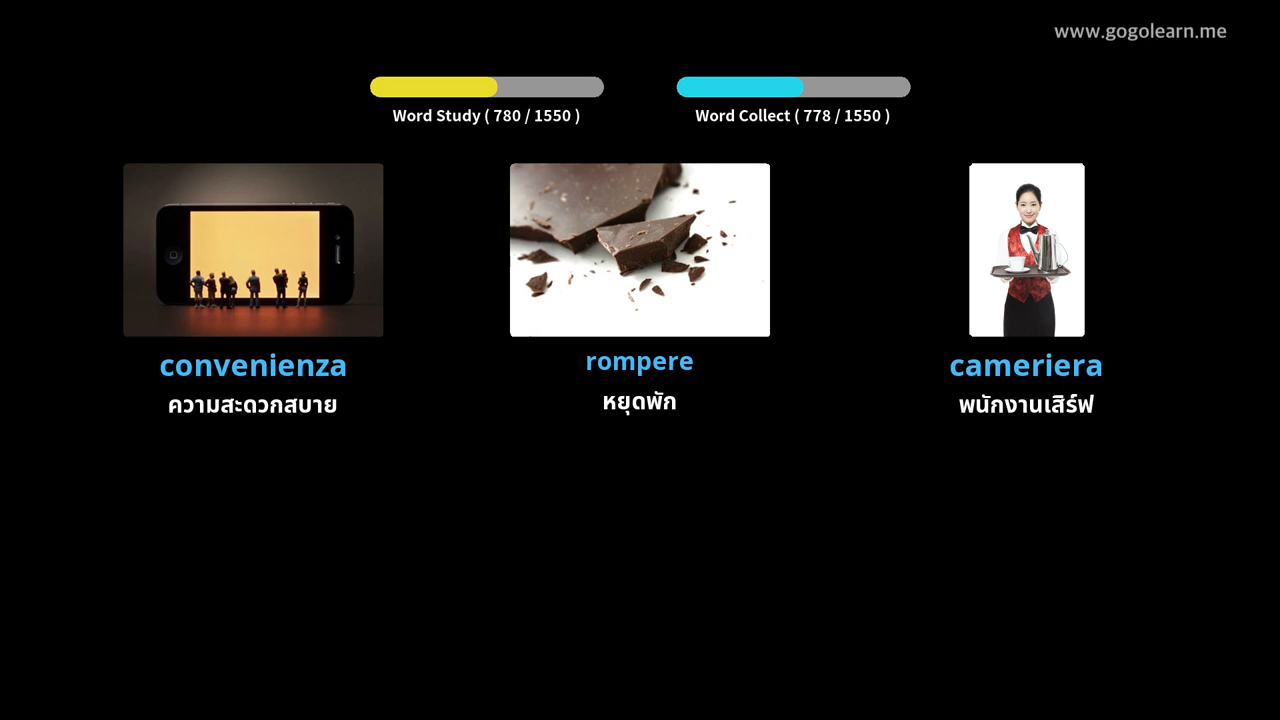 www.gogolearn.me
Word Study ( 780 / 1550 )
Word Collect ( 778 / 1550 )
convenienza
ความสะดวกสบาย
rompere
หยุดพัก
cameriera
พนักงานเสิร์ฟ